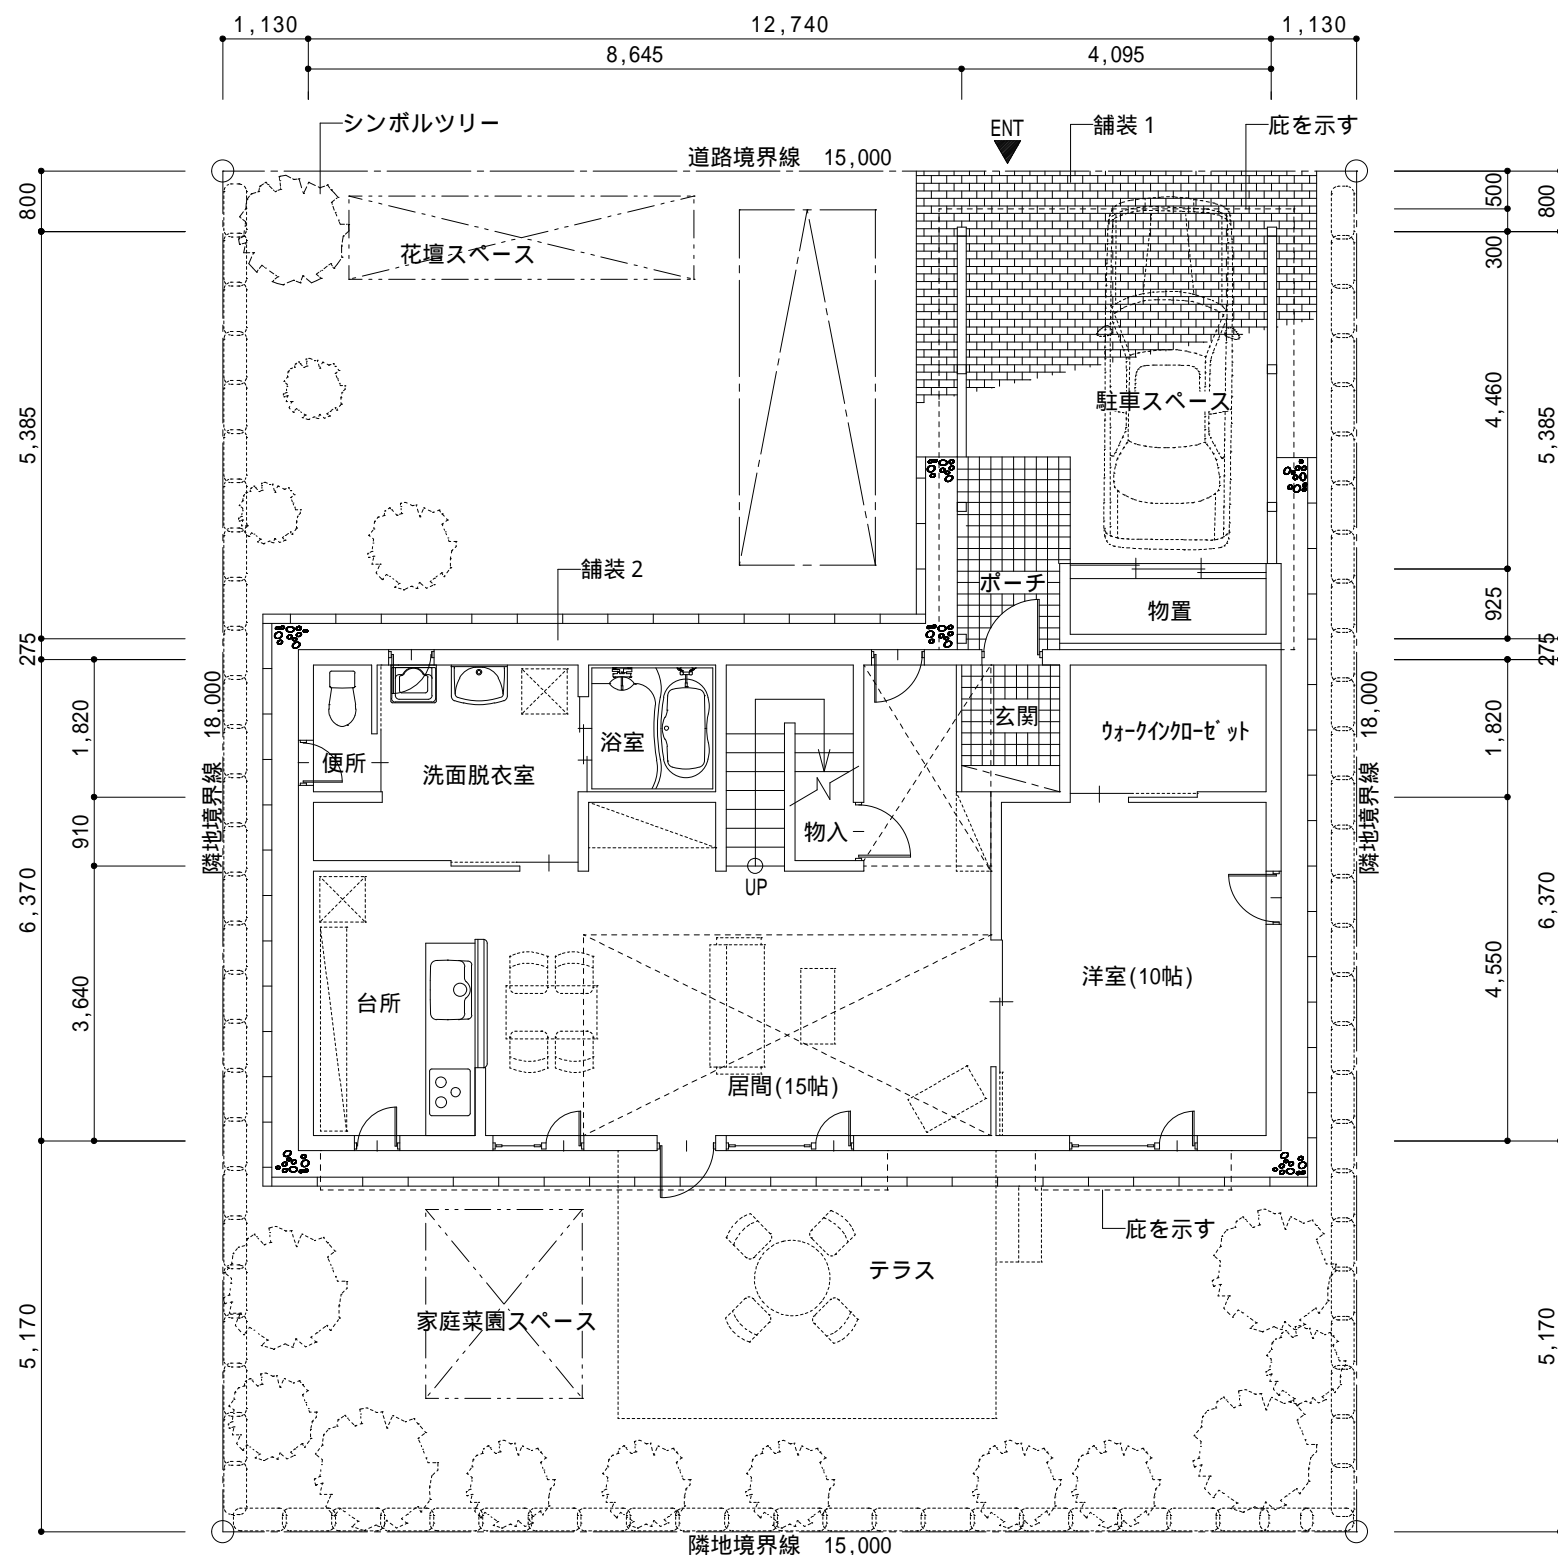 1,130
12,740
1,130
8,645
4,095
シンボルツリー
ENT
舗装1
庇を示す
道路境界線 15,000
800
500
800
花壇スペース
300
5,385
4,460
5,385
駐車スペース
舗装2
ポーチ
物置
925
275
275
隣地境界線 18,000
隣地境界線 18,000
1,820
便所
洗面脱衣室
浴室
玄関
ウォークインクローゼット
1,820
910
物入
UP
6,370
6,370
3,640
台所
洋室(10帖)
4,550
居間(15帖)
庇を示す
テラス
家庭菜園スペース
5,170
5,170
隣地境界線 15,000